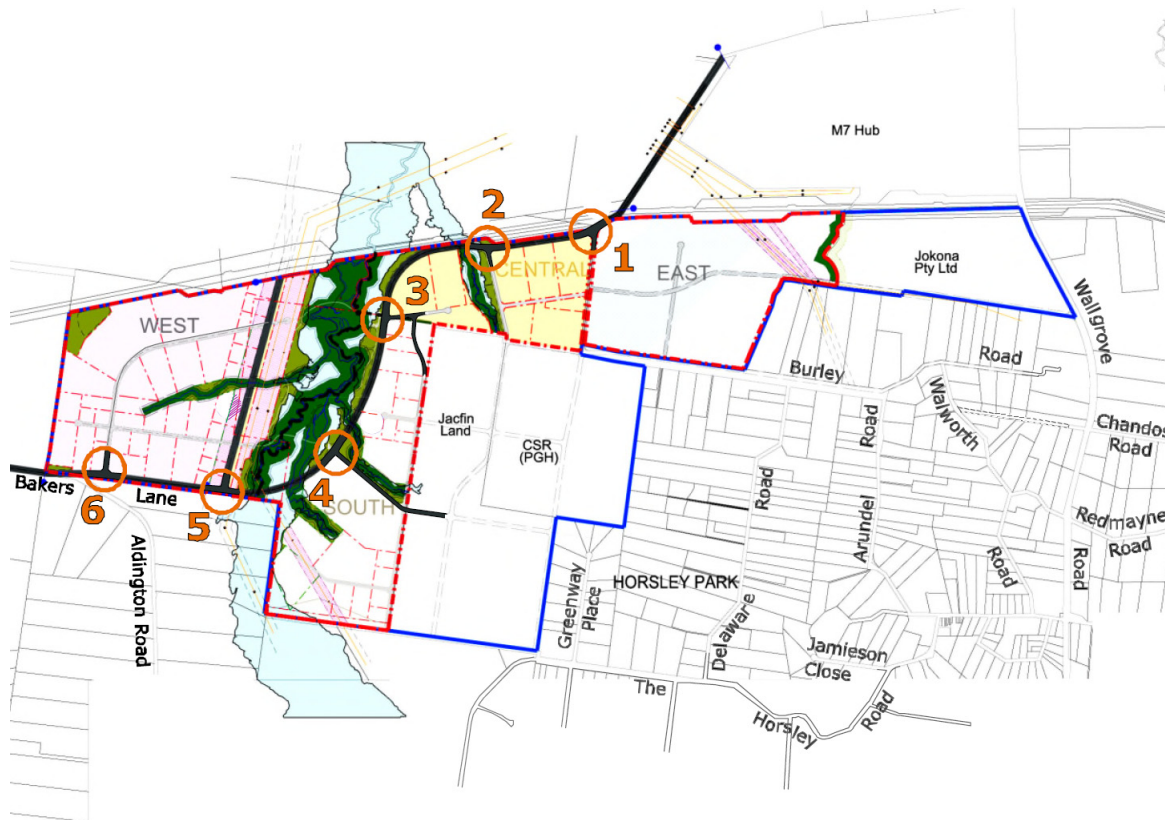 M7 Hub
2
1
CENTRAL
EAST
Jokona
Pty Ltd
Wallgrove
3
WEST
Burley
Road
Walworth
Jacfin
Land
CSR
(PGH)
Chandos
Road
Road
Bakers
Lane
6
5
4
SOUTH
Road
Arundel
Redmayne
Road
Road
Road
Aldington Road
HORSLEY PARK
Greenway
Place
Delaware
Jamieson
Close
The
Horsley
Road